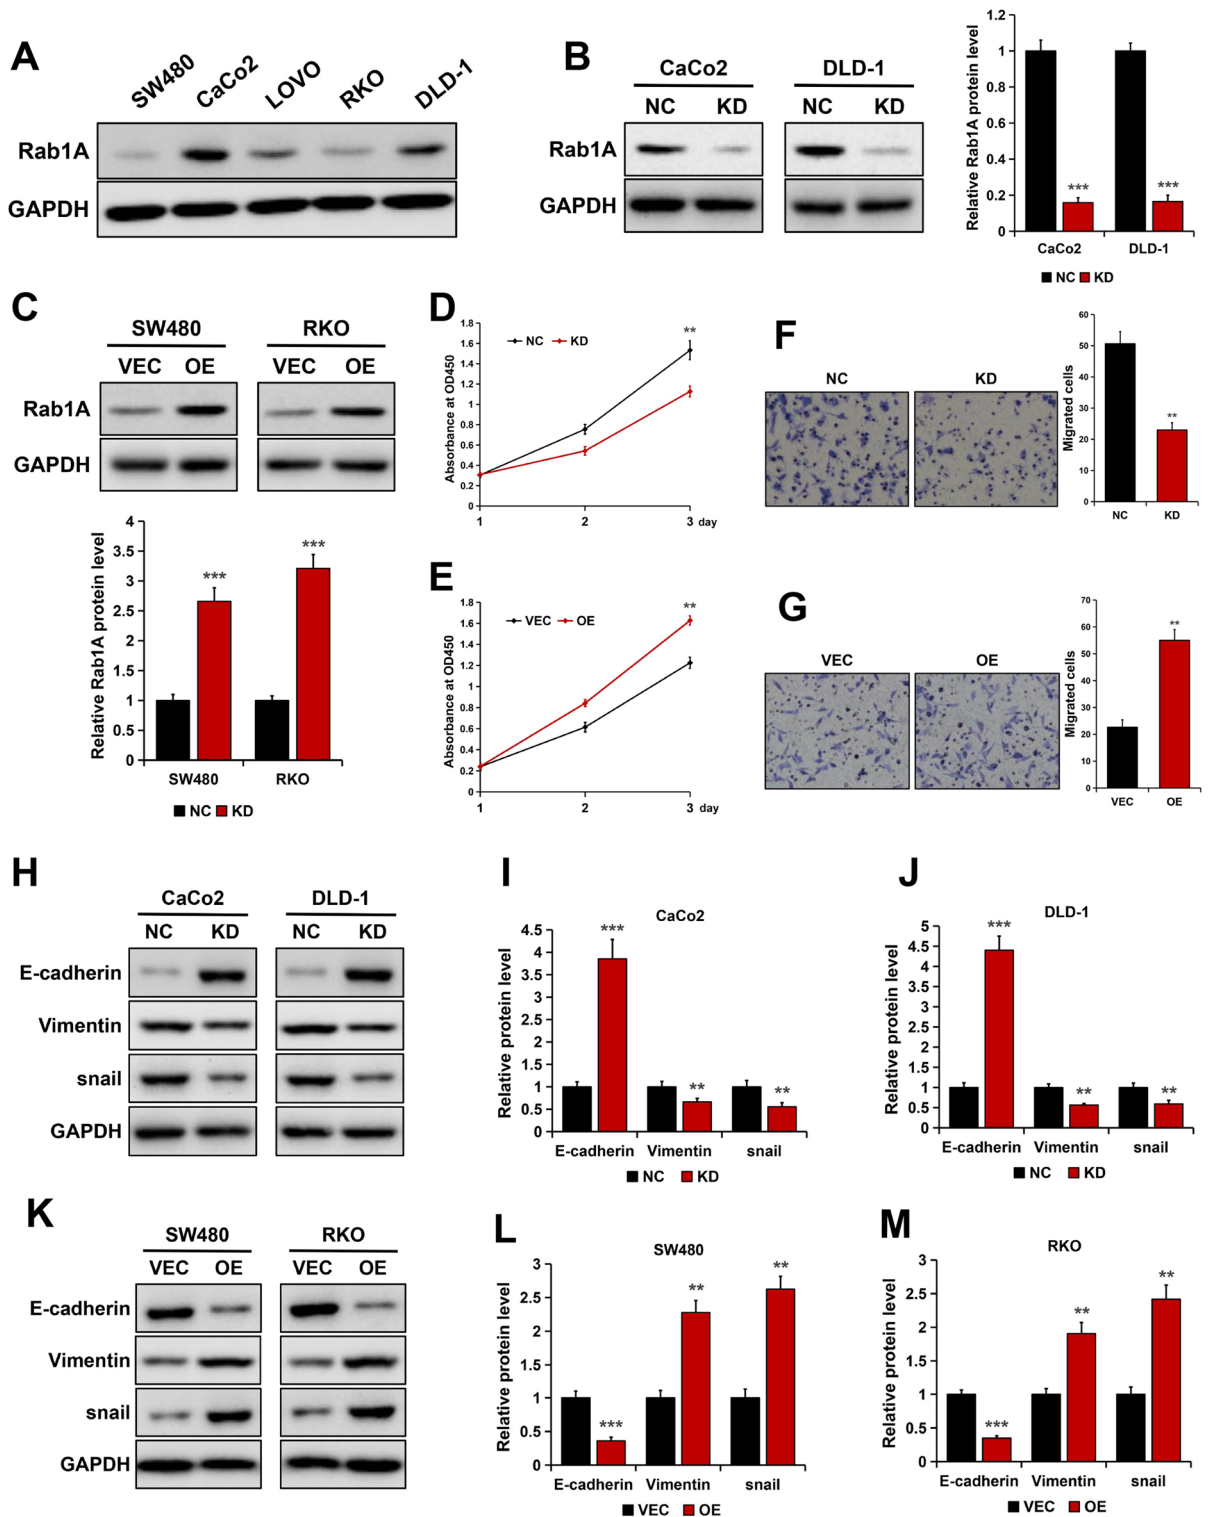 A
SW480 CaCo2 LOVO RKO DLD-1
Rab1A
GAPDH
B
CaCo2 DLD-1
NC KD NC KD
Rab1A
GAPDH
Relative Rab1A protein level
1.2
1
0.8
0.6
0.4
0.2
0
*** ***
CaCo2 DLD-1
NC KD
C
SW480 RKO
VEC OE VEC OE
Rab1A
GAPDH
Relative Rab1A protein level
4
3.5
3
2.5
2
1.5
1
0.5
0
*** ***
SW480 RKO
NC KD
D
Absorbance at OD450
1.8
1.6
1.4
1.2
1
0.8
0.6
0.4
0.2
0
NC KD
**
1 2 3 day
E
Absorbance at OD450
1.8
1.6
1.4
1.2
1
0.8
0.6
0.4
0.2
0
VEC OE
**
1 2 3 day
F
NC KD
Migrated cells
60
50
40
30
20
10
0
**
NC KD
G
VEC OE
Migrated cells
70
60
50
40
30
20
10
0
**
VEC OE
H
CaCo2 DLD-1
NC KD NC KD
E-cadherin
Vimentin
snail
GAPDH
I
CaCo2
Relative protein level
4.5
4
3.5
3
2.5
2
1.5
1
0.5
0
*** ** **
E-cadherin Vimentin snail
NC KD
J
DLD-1
Relative protein level
5
4.5
4
3.5
3
2.5
2
1.5
1
0.5
0
*** ** **
E-cadherin Vimentin snail
NC KD
K
SW480 RKO
VEC OE VEC OE
E-cadherin
Vimentin
snail
GAPDH
L
SW480
Relative protein level
3
2.5
2
1.5
1
0.5
0
*** ** **
E-cadherin Vimentin snail
VEC OE
M
RKO
Relative protein level
3
2.5
2
1.5
1
0.5
0
*** ** **
E-cadherin Vimentin snail
VEC OE